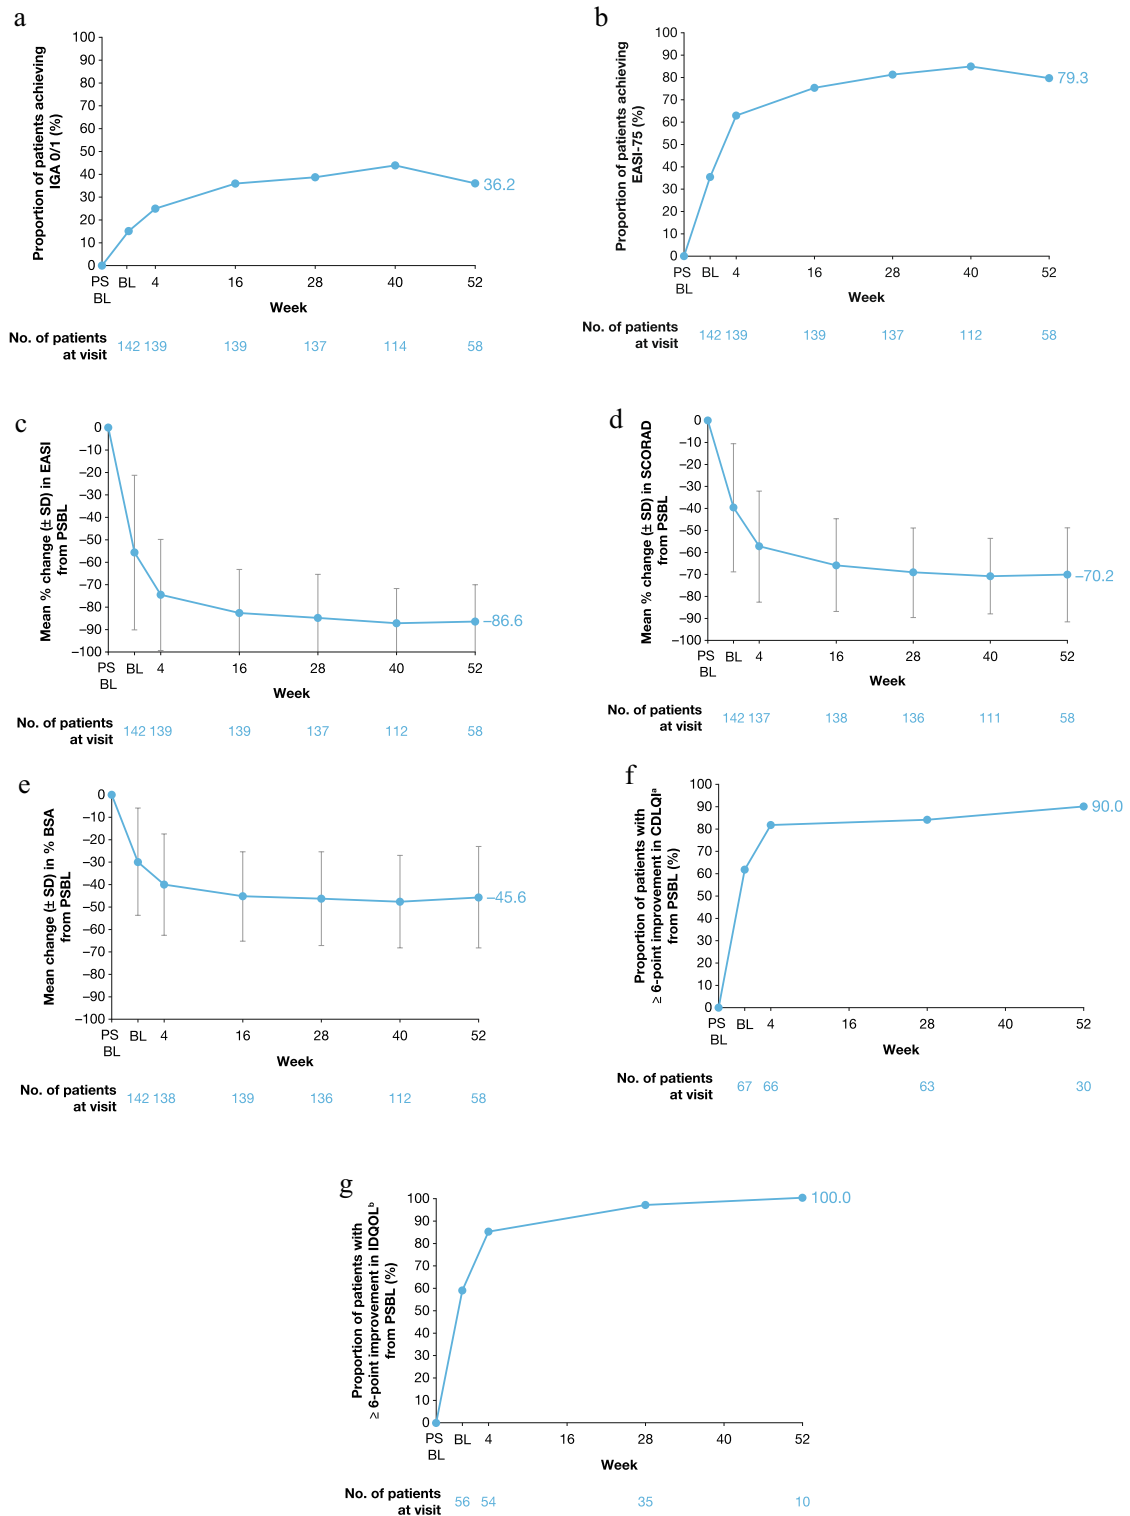 a
Proportion of patients achieving
IGA 0/1 (%)
100
90
80
70
60
50
40
30
20
10
0
36.2
PS
BL
BL
4
16
28
40
52
Week
No. of patients
at visit
142 139 139 137 114 58
b
Proportion of patients achieving
EASI-75 (%)
100
90
80
70
60
50
40
30
20
10
0
79.3
PS
BL
BL
4
16
28
40
52
Week
No. of patients
at visit
142 139 139 137 112 58
c
Mean % change (± SD) in EASI
from PSBL
0
−10
−20
−30
−40
−50
−60
−70
−80
−90
−100
−86.6
PS
BL
BL
4
16
28
40
52
Week
No. of patients
at visit
142 139 139 137 112 58
d
Mean % change (± SD) in SCORAD
from PSBL
0
−10
−20
−30
−40
−50
−60
−70
−80
−90
−100
−70.2
PS
BL
BL
4
16
28
40
52
Week
No. of patients
at visit
142 137 138 136 111 58
e
Mean change (± SD) in % BSA
from PSBL
0
−10
−20
−30
−40
−50
−60
−70
−80
−90
−100
−45.6
PS
BL
BL
4
16
28
40
52
Week
No. of patients
at visit
142 138 139 136 112 58
f
Proportion of patients with
≥ 6-point improvement in CDLQIᵃ
from PSBL (%)
100
90
80
70
60
50
40
30
20
10
0
90.0
PS
BL
BL
4
16
28
40
52
Week
No. of patients
at visit
67 66 63 30
g
Proportion of patients with
≥ 6-point improvement in IDQOLᵇ
from PSBL (%)
100
90
80
70
60
50
40
30
20
10
0
100.0
PS
BL
BL
4
16
28
40
52
Week
No. of patients
at visit
56 54 35 10